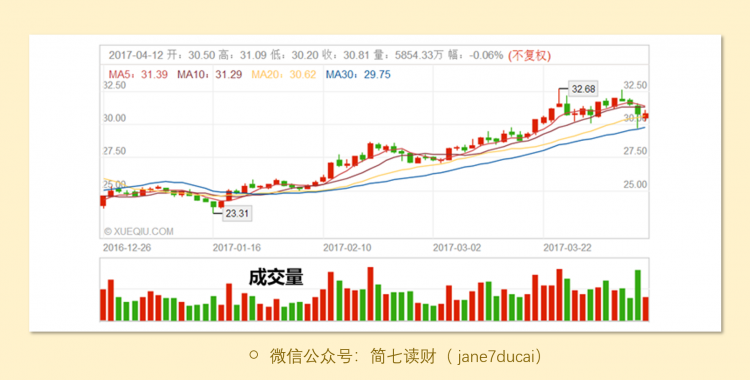 2017-04-12 开：30.50 高：31.09 低：30.20 收：30.81 量：5854.33万 幅：-0.06% (不复权)
MA5：31.39 MA10：31.29 MA20：30.62 MA30：29.75
32.50 32.68 32.50
30.00 30.00
27.50 27.50
25.00 25.00
23.31
© XUEQIU.COM
2016-12-26 2017-01-16 2017-02-10 2017-03-02 2017-03-22
成交量
微信公众号：简七读财（ jane7ducai）